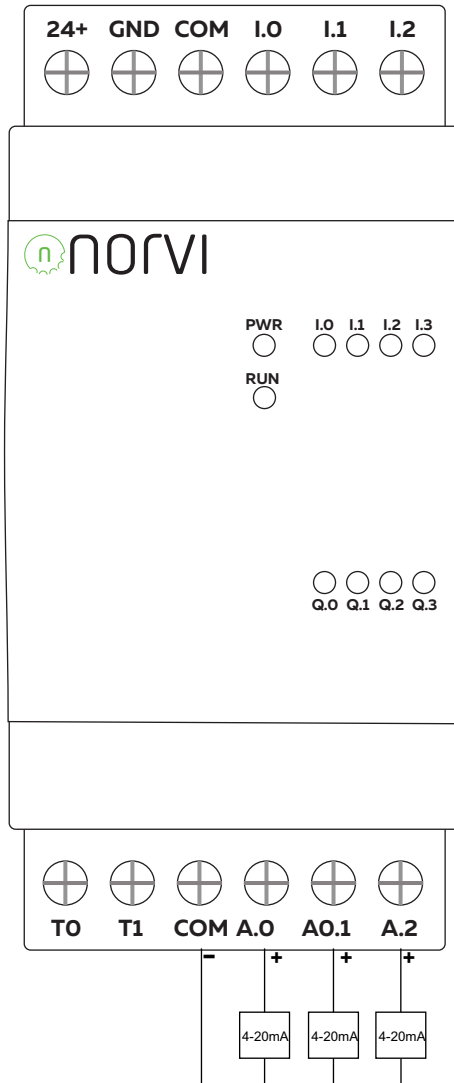 24+ GND COM I.0 I.1 I.2
n norvi
PWR I.0 I.1 I.2 I.3
RUN
Q.0 Q.1 Q.2 Q.3
T0 T1 COM A.0 A0.1 A.2
- + + +
4-20mA 4-20mA 4-20mA